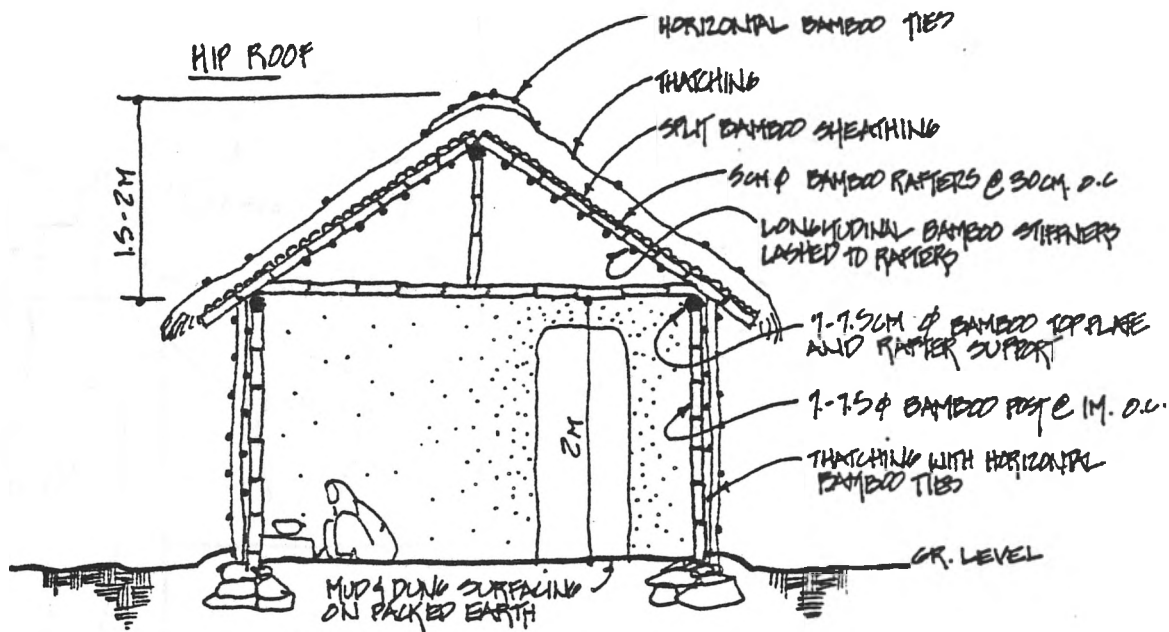 HIP ROOF
HORIZONTAL BAMBOO TIES
THATCHING
SPLIT BAMBOO SHEATHING
5CM φ BAMBOO RAFTERS @ 30CM. O.C
LONGITUDINAL BAMBOO STIFFNERS
LASHED TO RAFTERS
1.5-2M
7-7.5CM φ BAMBOO TOP PLATE
AND RAFTER SUPPORT
7-7.5 φ BAMBOO POST @ 1M. O.C.
2M
THATCHING WITH HORIZONTAL
BAMBOO TIES
GR. LEVEL
MUD & DUNG SURFACING
ON PACKED EARTH